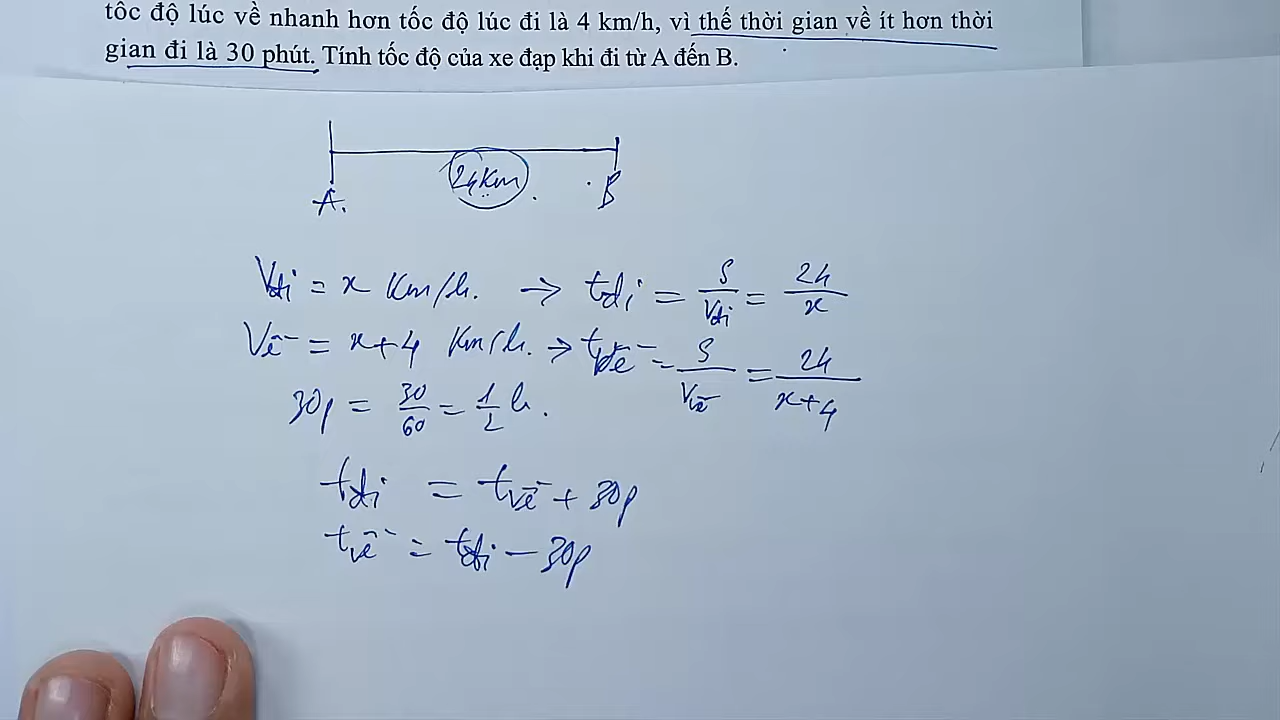 tốc độ lúc về nhanh hơn tốc độ lúc đi là 4 km/h, vì thế thời gian về ít hơn thời
gian đi là 30 phút. Tính tốc độ của xe đạp khi đi từ A đến B.
24Km
A. B
Vđi = x Km/h. → tđi = S/Vđi = 24/x
Về = x+4 Km/h. → tvề = S/Vvề = 24/(x+4)
30p = 30/60 = 1/2 h.
tđi = tvề + 30p
tvề = tđi - 30p